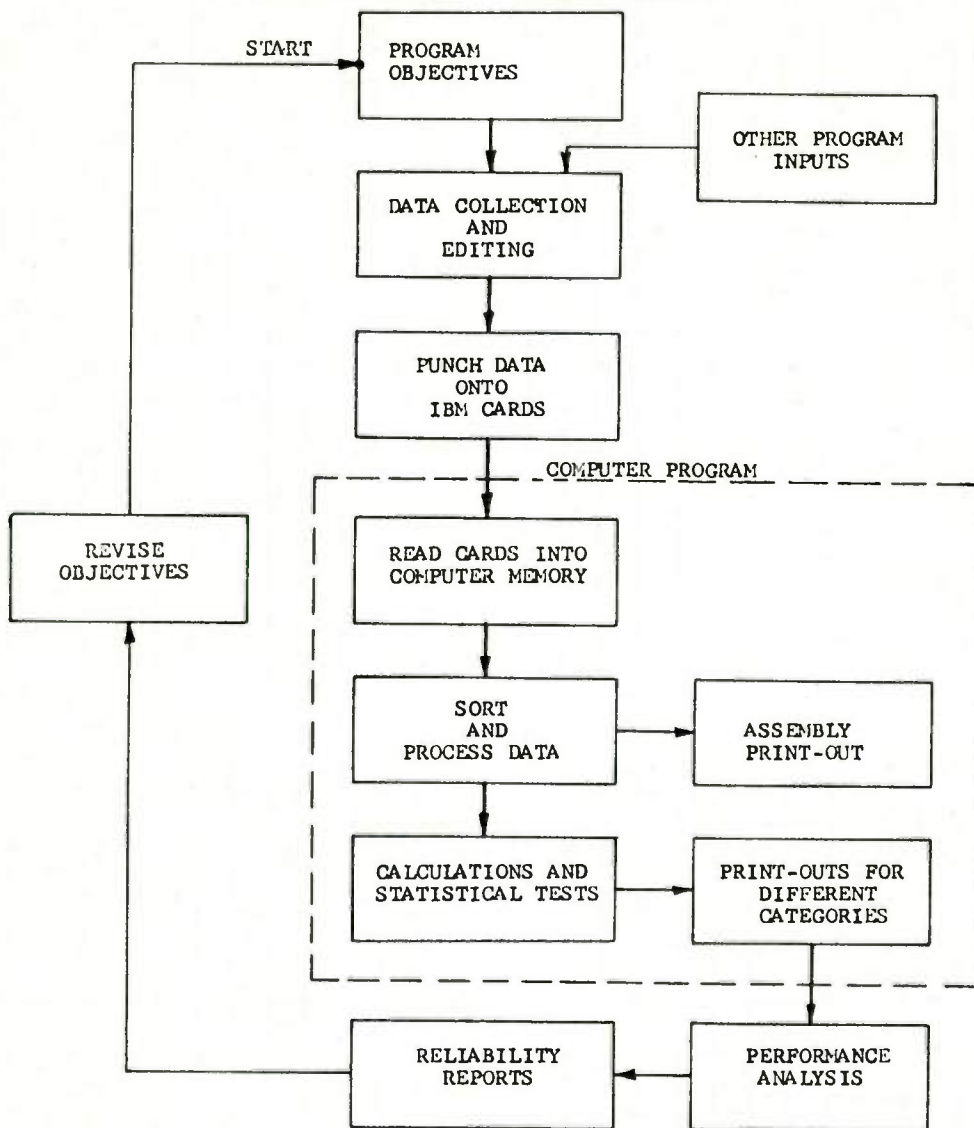 START
PROGRAM
OBJECTIVES
OTHER PROGRAM
INPUTS
DATA COLLECTION
AND
EDITING
PUNCH DATA
ONTO
IBM CARDS
COMPUTER PROGRAM
READ CARDS INTO
COMPUTER MEMORY
REVISE
OBJECTIVES
SORT
AND
PROCESS DATA
ASSEMBLY
PRINT-OUT
CALCULATIONS AND
STATISTICAL TESTS
PRINT-OUTS FOR
DIFFERENT
CATEGORIES
RELIABILITY
REPORTS
PERFORMANCE
ANALYSIS